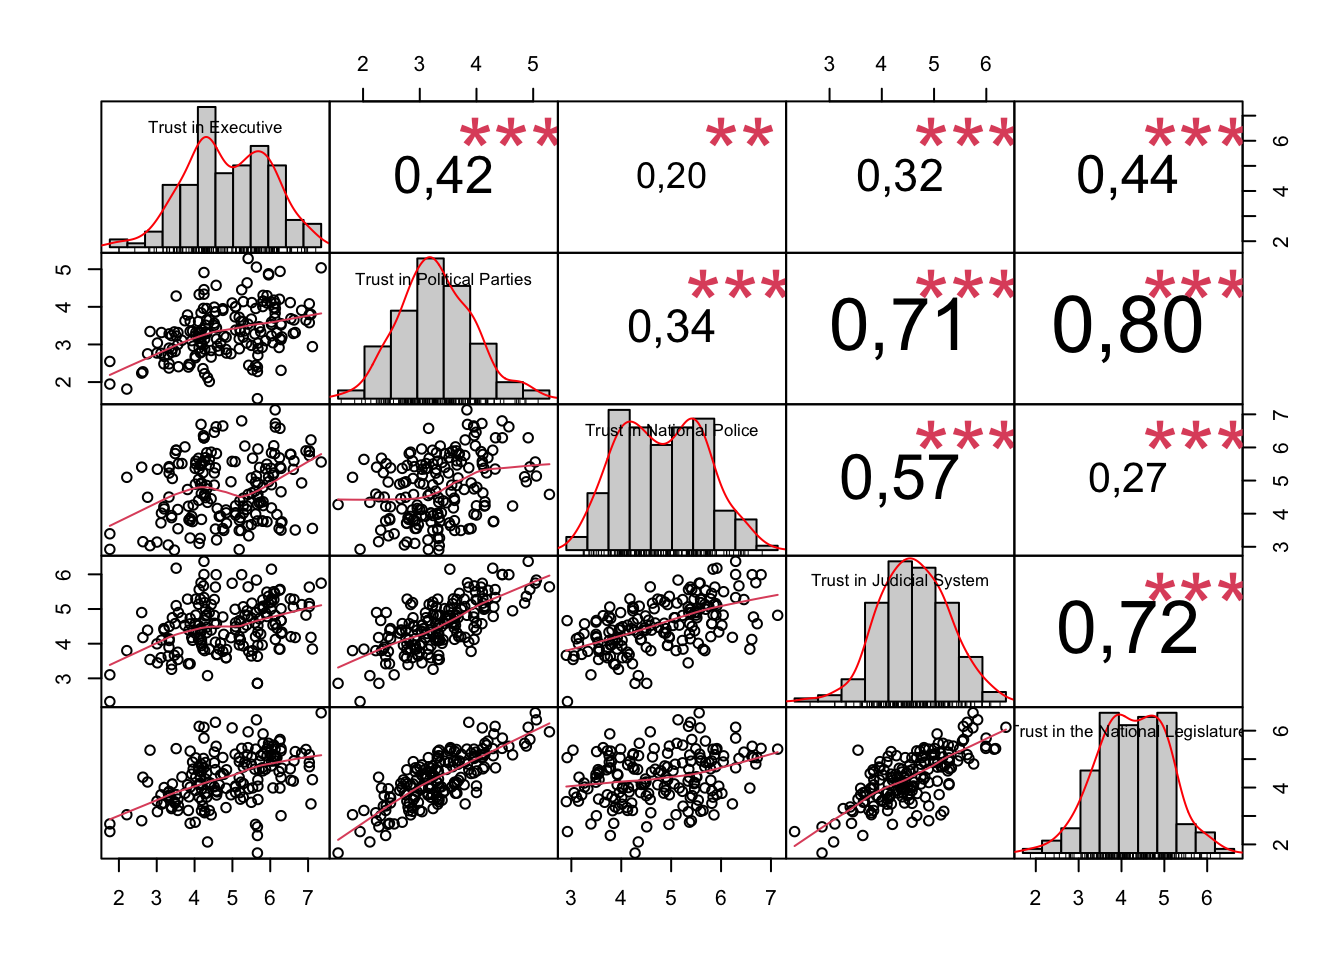 2 3 4 5 3 4 5 6
Trust in Executive *** ** *** ***
0,42 0,20 0,32 0,44
2 4 6
Trust in Political Parties *** *** ***
0,34 0,71 0,80
2 3 4 5
Trust in National Police *** ***
0,57 0,27
3 4 5 6 7
Trust in Judicial System ***
0,72
3 4 5 6
Trust in the National Legislature
2 4 6
2 3 4 5 6 7 3 4 5 6 7 2 3 4 5 6